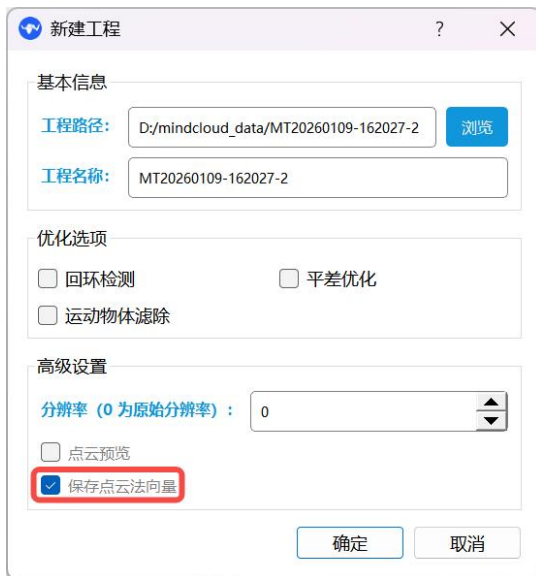 新建工程
?
基本信息
工程路径: D:/mindcloud_data/MT20260109-162027-2 浏览
工程名称: MT20260109-162027-2
优化选项
回环检测 平差优化
运动物体滤除
高级设置
分辨率（0 为原始分辨率）: 0
点云预览
保存点云法向量
确定 取消